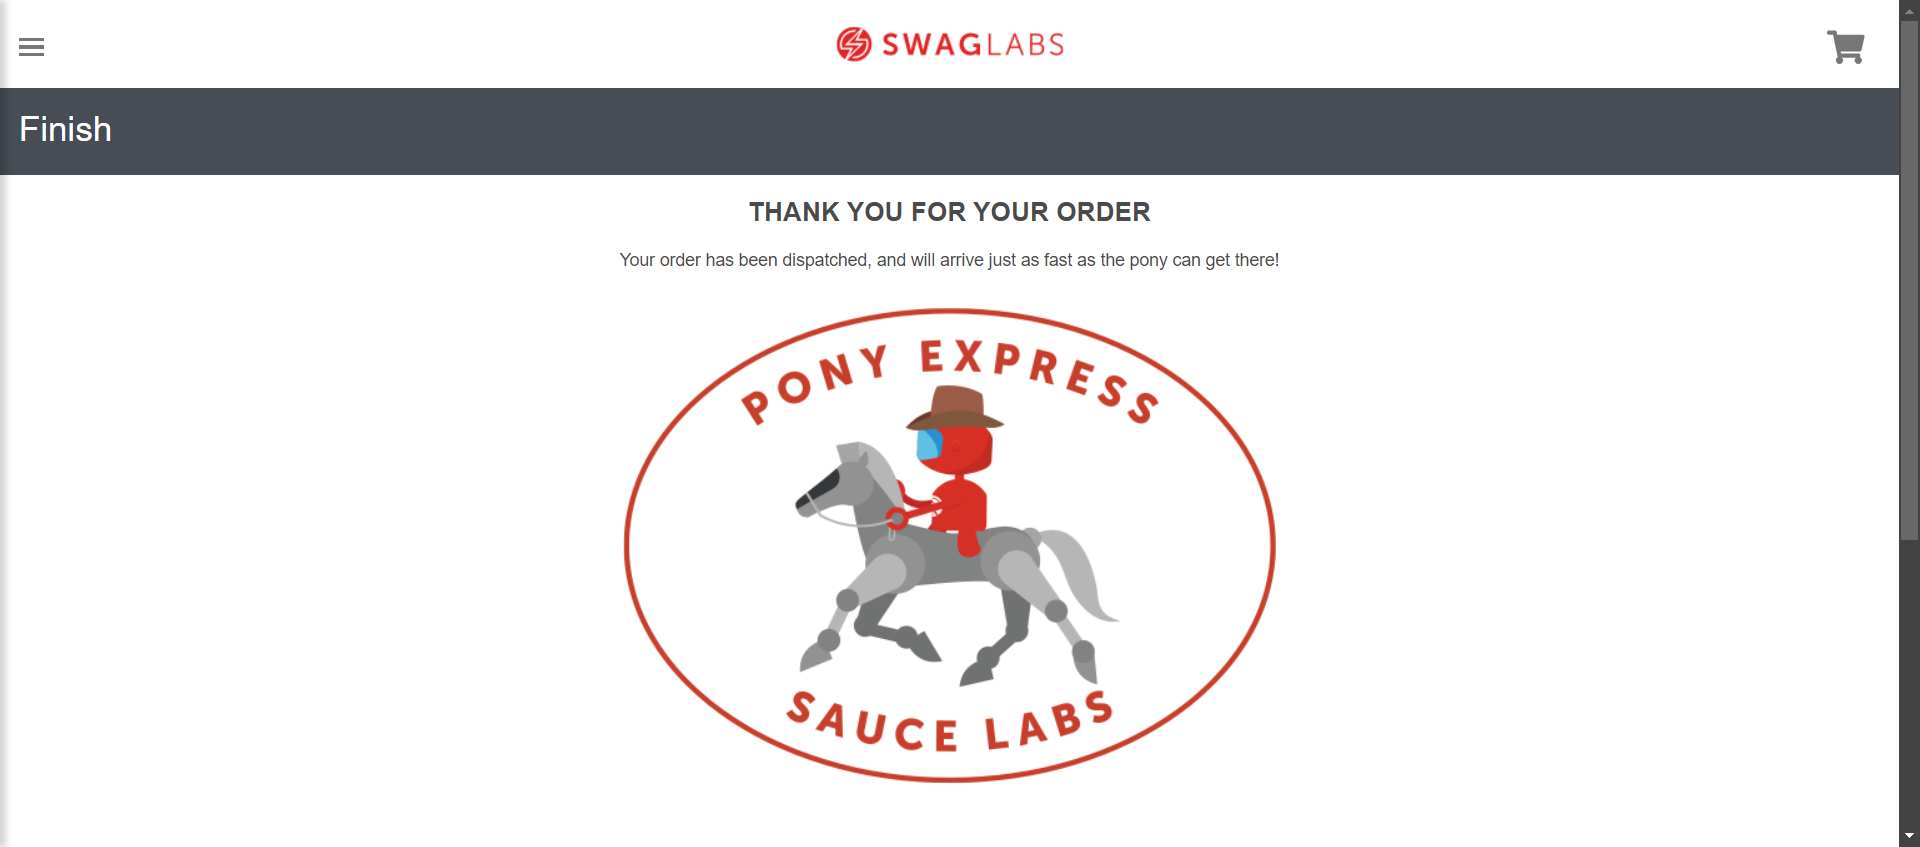 SWAGLABS
Finish
THANK YOU FOR YOUR ORDER
Your order has been dispatched, and will arrive just as fast as the pony can get there!
PONY EXPRESS
SAUCE LABS